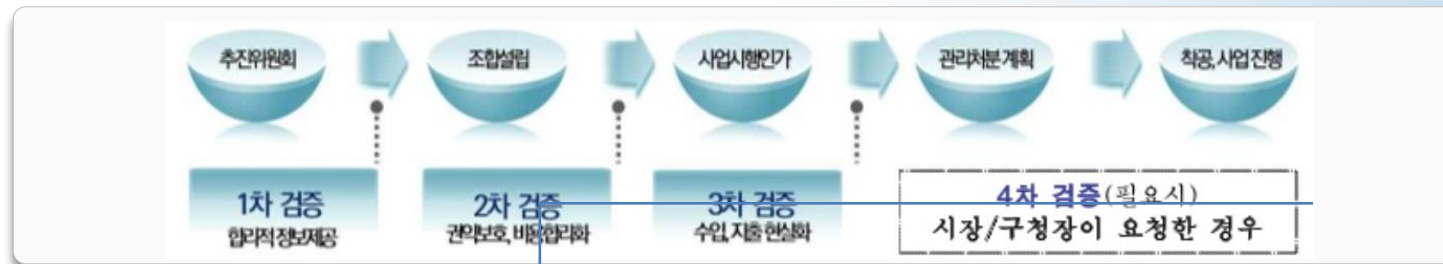 추진위원회
조합설립
사업시행인가
관리처분 계획
착공, 사업 진행
1차 검증
합리적 정보제공
2차 검증
권익보호, 비용합리화
3차 검증
수입, 지출 현실화
4차 검증(필요시)
시장/구청장이 요청한 경우